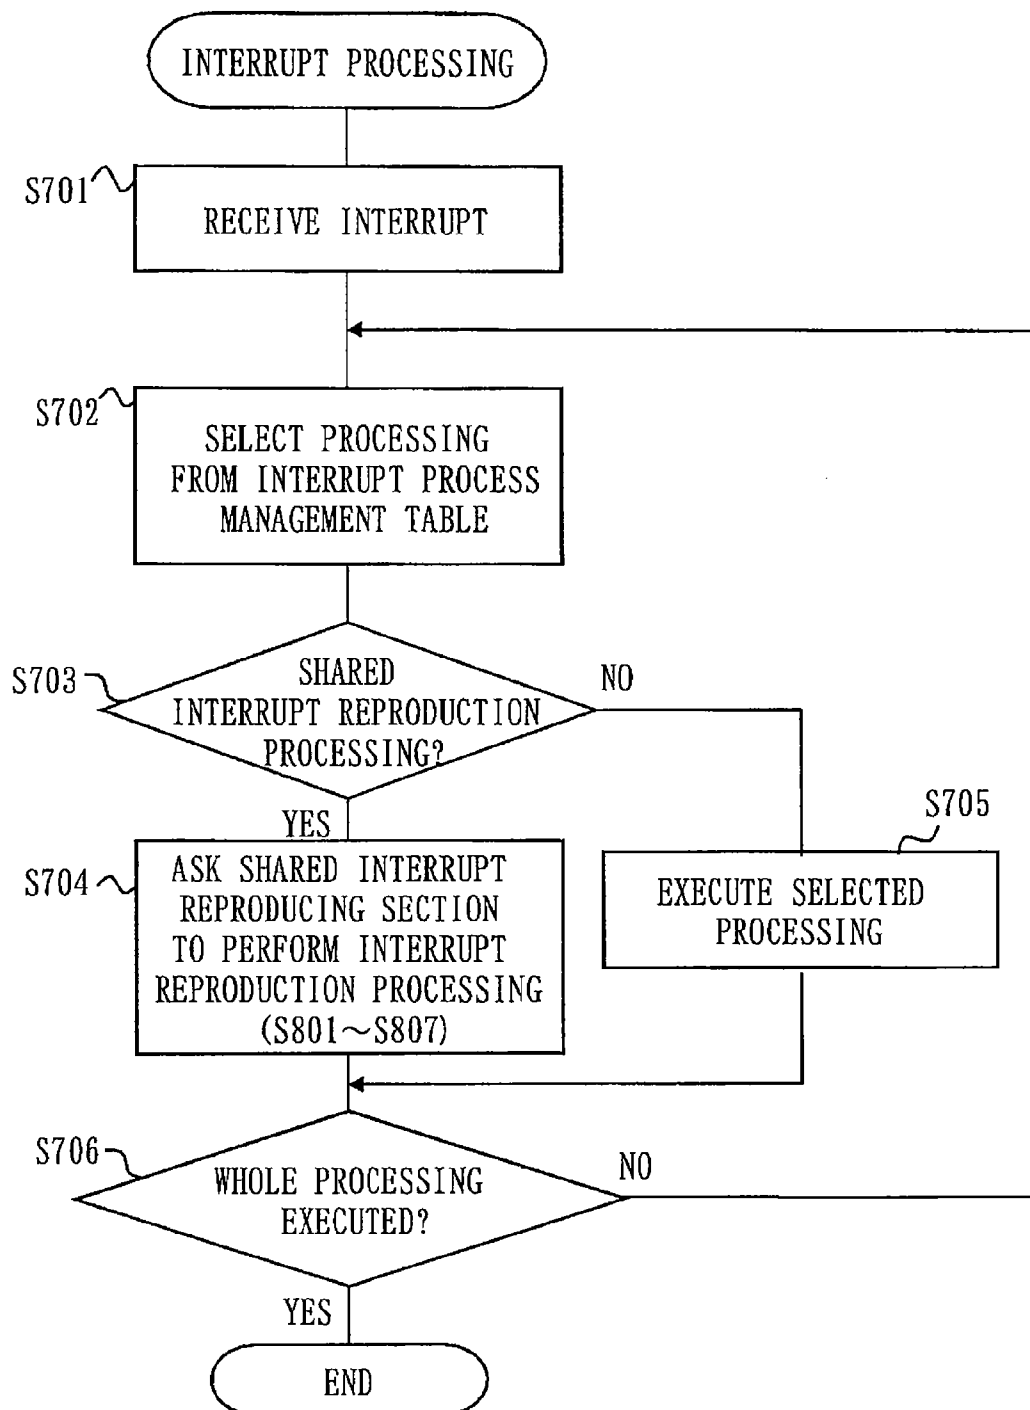 INTERRUPT PROCESSING
S701
RECEIVE INTERRUPT
S702
SELECT PROCESSING
FROM INTERRUPT PROCESS
MANAGEMENT TABLE
S703
SHARED
INTERRUPT REPRODUCTION
PROCESSING?
NO
YES
S705
EXECUTE SELECTED
PROCESSING
S704
ASK SHARED INTERRUPT
REPRODUCING SECTION
TO PERFORM INTERRUPT
REPRODUCTION PROCESSING
(S801～S807)
S706
WHOLE PROCESSING
EXECUTED?
NO
YES
END